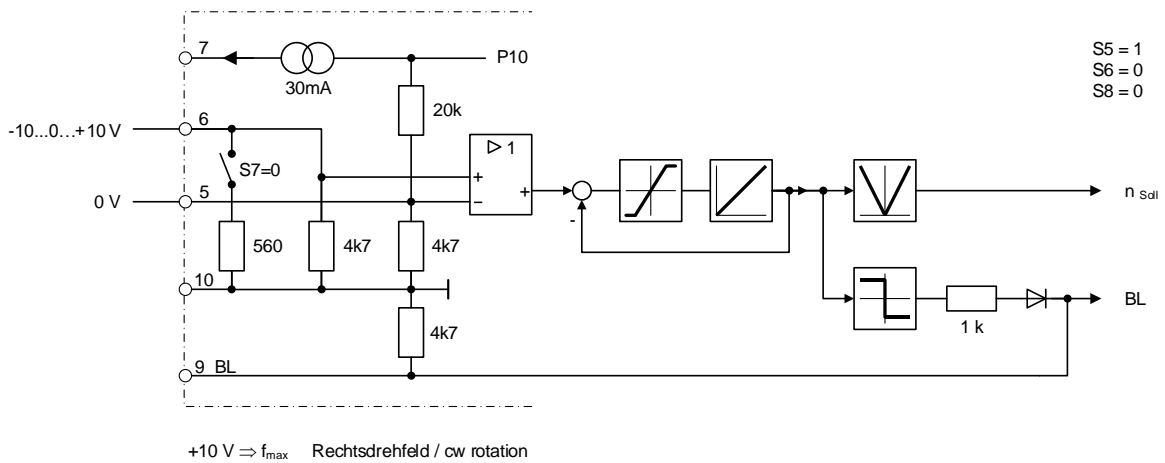 7
P10
30mA
S5 = 1
S6 = 0
S8 = 0
20k
6
-10...0…+10 V
▷ 1
S7=0
+
+
5
−
0 V
-
n Soll
560
4k7
4k7
10
BL
1 k
4k7
9 BL
+10 V ⇒ fmax Rechtsdrehfeld / cw rotation